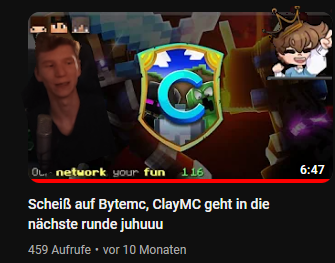 C
network your fun 116
6:47
Scheiß auf Bytemc, ClayMC geht in die
nächste runde juhuuu
459 Aufrufe • vor 10 Monaten